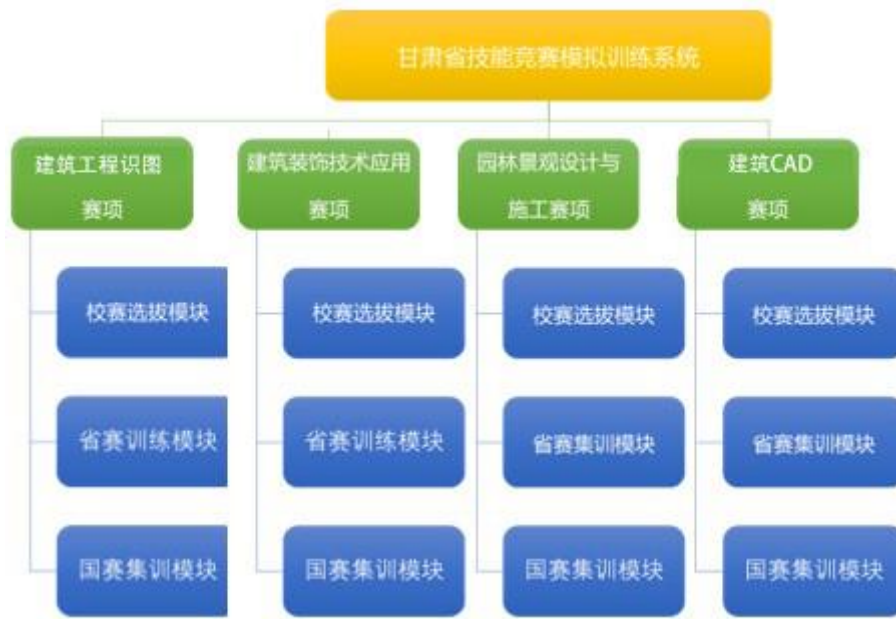 甘肃省技能竞赛模拟训练系统
建筑工程识图
赛项
建筑装饰技术应用
赛项
园林景观设计与
施工赛项
建筑CAD
赛项
校赛选拔模块
校赛选拔模块
校赛选拔模块
校赛选拔模块
省赛训练模块
省赛训练模块
省赛集训模块
省赛集训模块
国赛集训模块
国赛集训模块
国赛集训模块
国赛集训模块